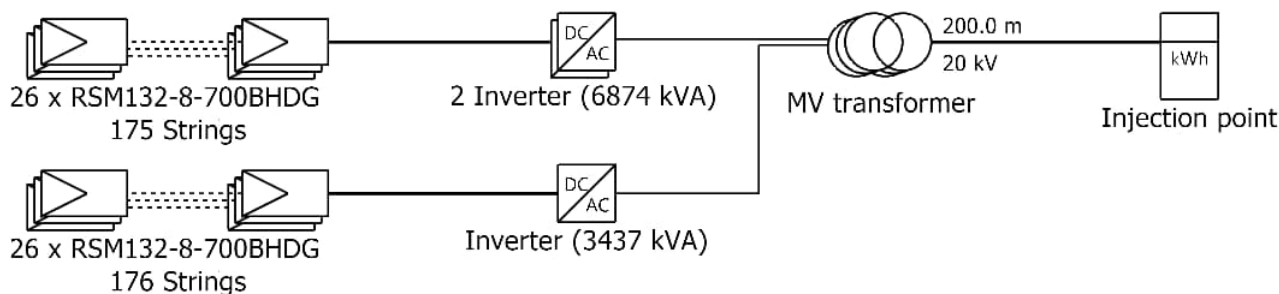 DC
AC
200.0 m
20 kV
kWh
26 x RSM132-8-700BHDG
175 Strings
2 Inverter (6874 kVA)
MV transformer
Injection point
DC
AC
26 x RSM132-8-700BHDG
176 Strings
Inverter (3437 kVA)